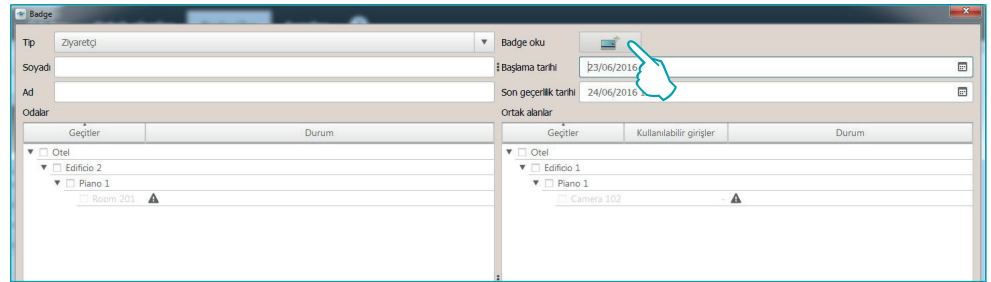 Badge
Tip Ziyaretçi Badge oku
Soyadı Başlama tarihi 23/06/2016
Ad Son geçerlilik tarihi 24/06/2016
Odalar Ortak alanlar
Geçitler Durum Geçitler Kullanılabilir girişler Durum
Otel Otel
Edificio 2 Edificio 1
Piano 1 Piano 1
Room 201 Camera 102 -